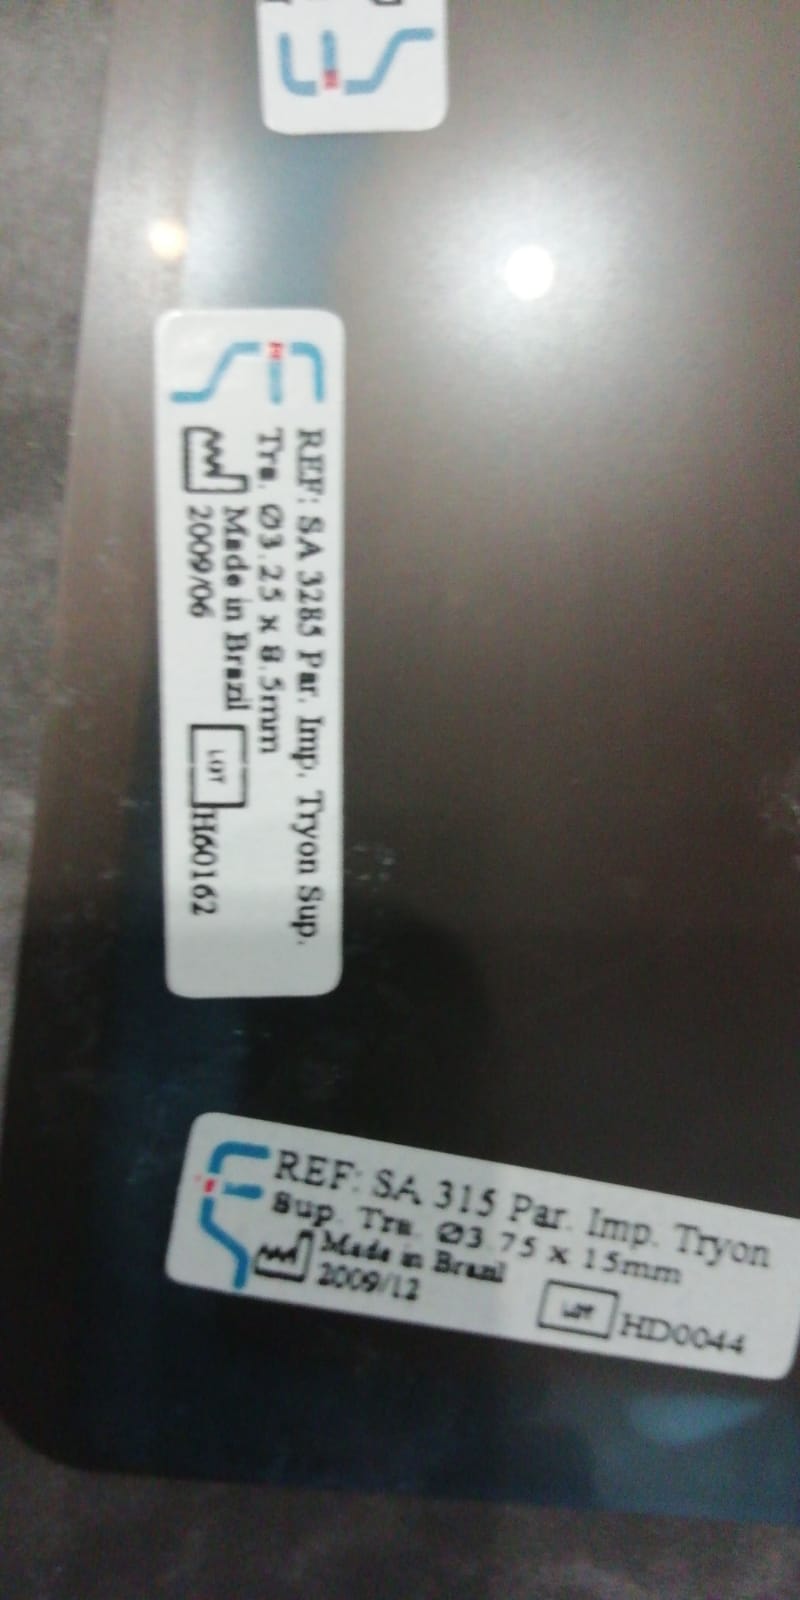 REF: SA 3285 Par. Imp. Tryon Sup.
Tra. Ø3.25 x 8.5mm
Made in Brazil
2009/06
LOT H60162
REF: SA 315 Par. Imp. Tryon
Sup. Tra. Ø3.75 x 15mm
Made in Brazil
2009/12
LOT HD0044